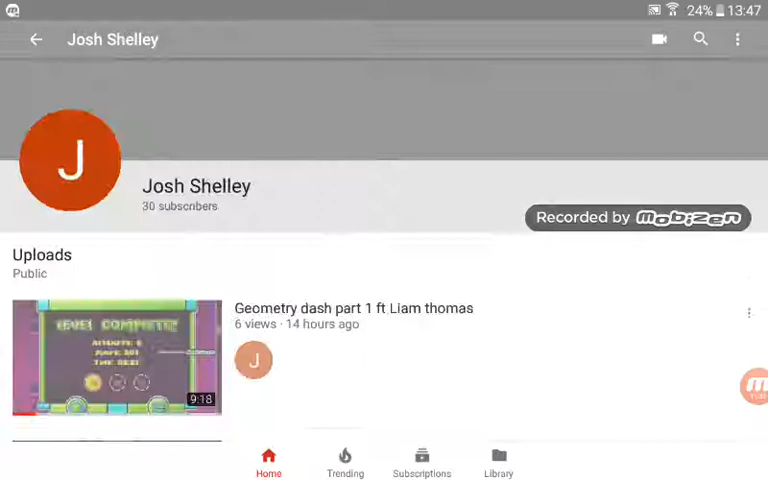 24% 13:47
Josh Shelley
J
Josh Shelley
30 subscribers
Recorded by mobizen
Uploads
Public
LEVEL COMPLETE!
9:18
Geometry dash part 1 ft Liam thomas
6 views · 14 hours ago
J
Home Trending Subscriptions Library